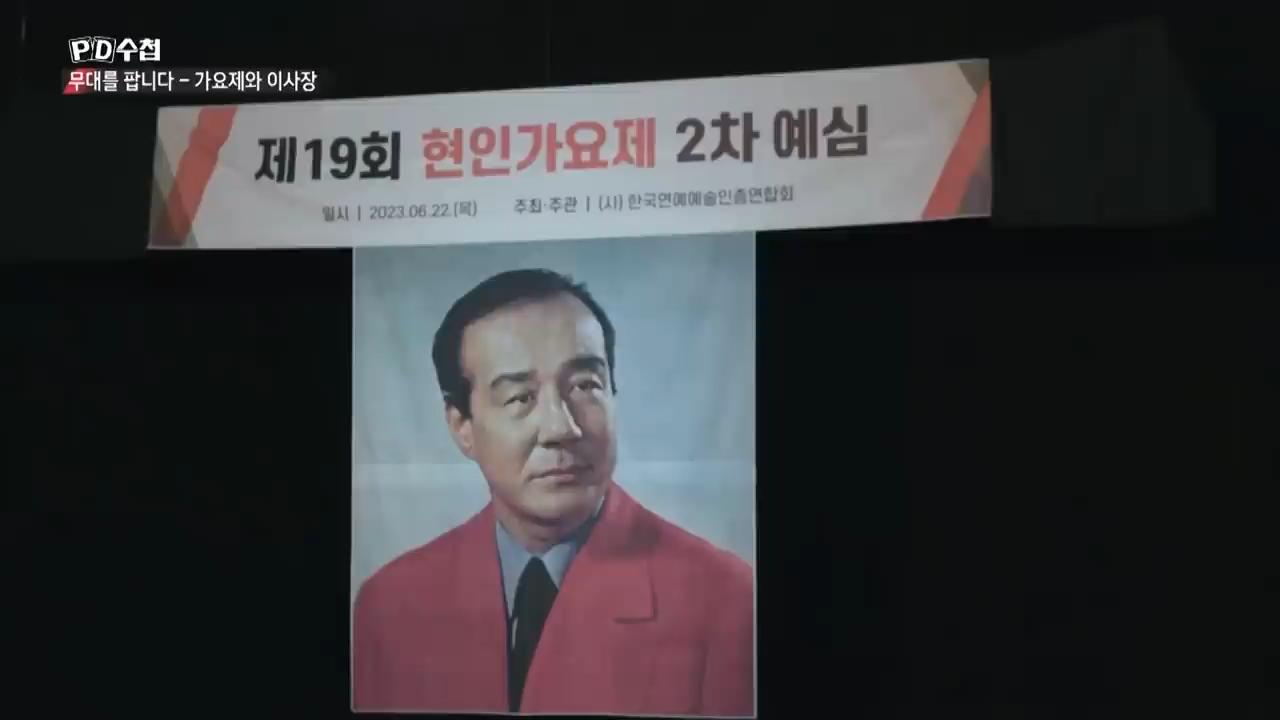 PD수첩
무대를 팝니다 - 가요제와 이사장
제19회 현인가요제 2차 예심
일시 | 2023.06.22.(목) 주최·주관 | (사) 한국연예예술인총연합회